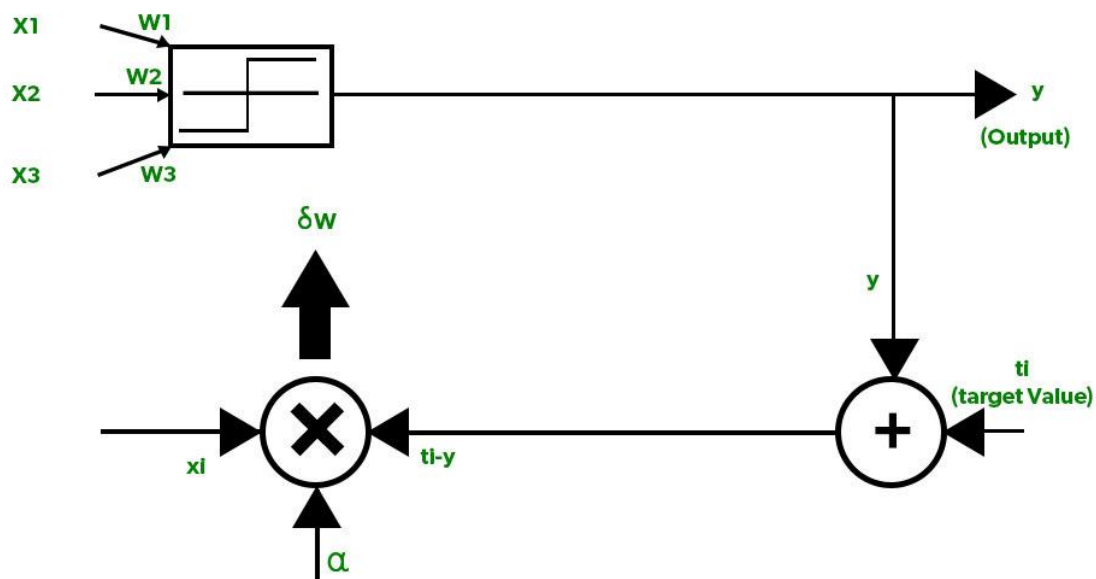 X1
W1
X2
W2
y
(Output)
X3
W3
δw
y
ti
(target Value)
xi
ti-y
α